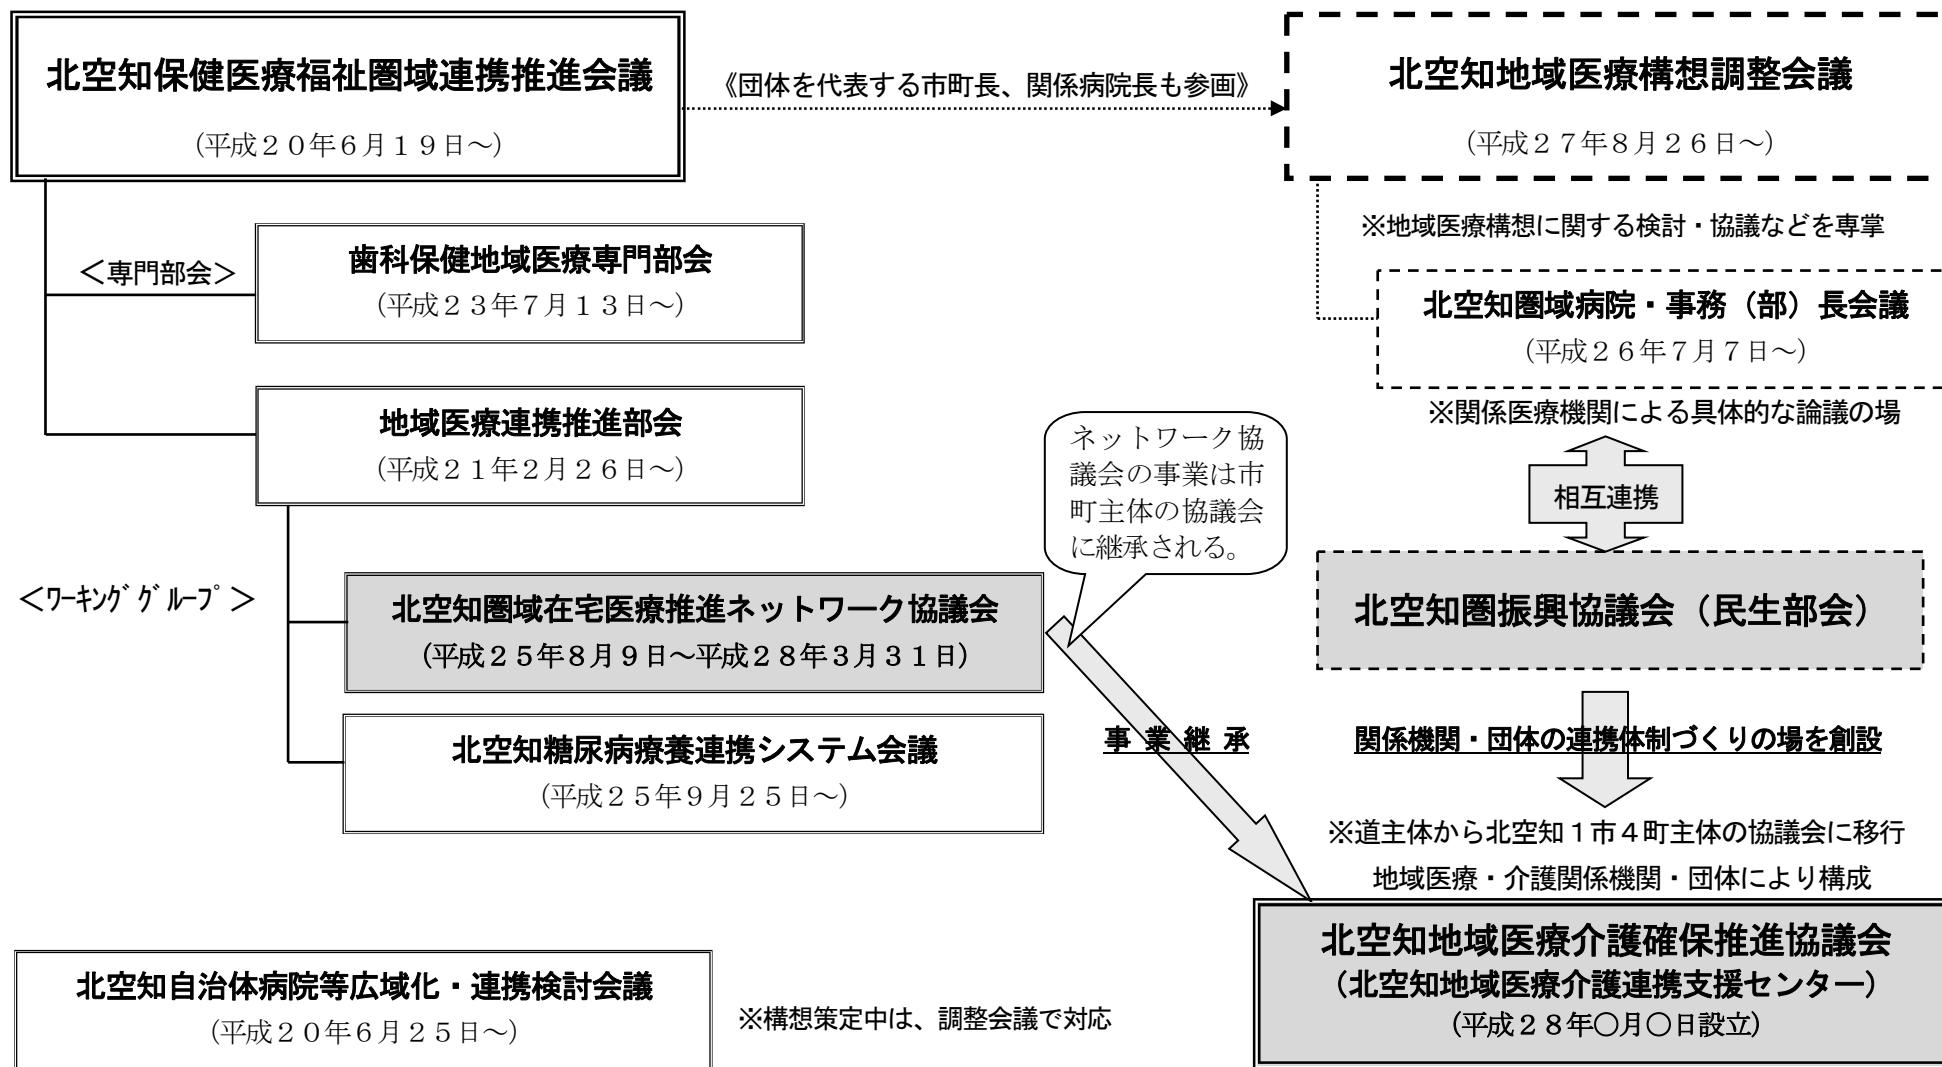 北空知保健医療福祉圏域連携推進会議
（平成２０年６月１９日～）
《団体を代表する市町長、関係病院長も参画》
北空知地域医療構想調整会議
（平成２７年８月２６日～）
※地域医療構想に関する検討・協議などを専掌
＜専門部会＞
歯科保健地域医療専門部会
（平成２３年７月１３日～）
北空知圏域病院・事務（部）長会議
（平成２６年７月７日～）
※関係医療機関による具体的な論議の場
地域医療連携推進部会
（平成２１年２月２６日～）
ネットワーク協
議会の事業は市
町主体の協議会
に継承される。
相互連携
＜ﾜｰｷﾝｸﾞｸﾞﾙｰﾌﾟ＞
北空知圏域在宅医療推進ネットワーク協議会
（平成２５年８月９日～平成２８年３月３１日）
北空知圏振興協議会（民生部会）
北空知糖尿病療養連携システム会議
（平成２５年９月２５日～）
事 業 継 承
関係機関・団体の連携体制づくりの場を創設
※道主体から北空知１市４町主体の協議会に移行
地域医療・介護関係機関・団体により構成
北空知地域医療介護確保推進協議会
（北空知地域医療介護連携支援センター）
（平成２８年○月○日設立）
北空知自治体病院等広域化・連携検討会議
（平成２０年６月２５日～）
※構想策定中は、調整会議で対応